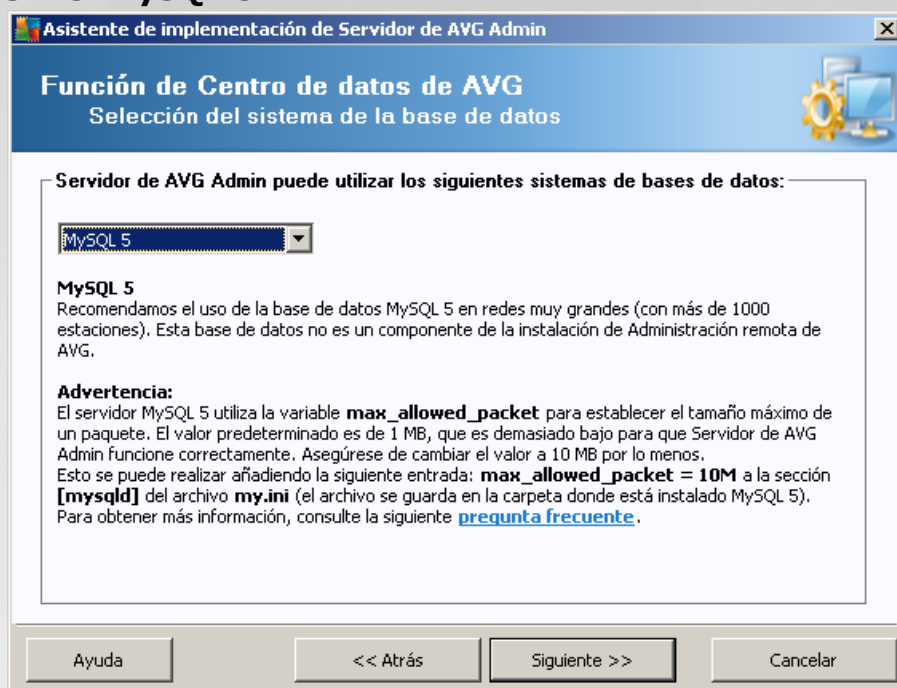 Asistente de implementación de Servidor de AVG Admin
Función de Centro de datos de AVG
Selección del sistema de la base de datos
Servidor de AVG Admin puede utilizar los siguientes sistemas de bases de datos:
MySQL 5
MySQL 5
Recomendamos el uso de la base de datos MySQL 5 en redes muy grandes (con más de 1000
estaciones). Esta base de datos no es un componente de la instalación de Administración remota de
AVG.
Advertencia:
El servidor MySQL 5 utiliza la variable max_allowed_packet para establecer el tamaño máximo de
un paquete. El valor predeterminado es de 1 MB, que es demasiado bajo para que Servidor de AVG
Admin funcione correctamente. Asegúrese de cambiar el valor a 10 MB por lo menos.
Esto se puede realizar añadiendo la siguiente entrada: max_allowed_packet = 10M a la sección
[mysqld] del archivo my.ini (el archivo se guarda en la carpeta donde está instalado MySQL 5).
Para obtener más información, consulte la siguiente pregunta frecuente.
Ayuda
<< Atrás
Siguiente >>
Cancelar